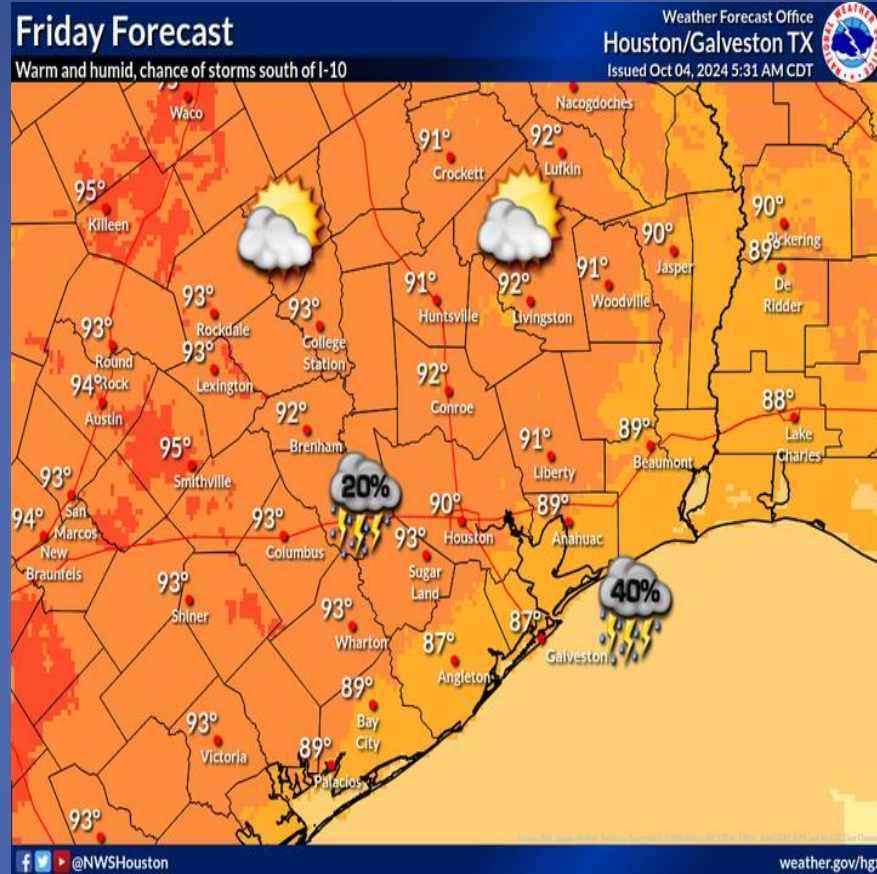 Friday Forecast
Warm and humid, chance of storms south of I-10
Weather Forecast Office
Houston/Galveston TX
Issued Oct 04, 2024 5:31 AM CDT
NATIONAL WEATHER SERVICE
Waco
Nacogdoches
91°
Crockett
92°
Lufkin
95°
Killeen
90°
Pickering
90°
Jasper
89°
De
Ridder
93°
Rockdale
93°
College
Station
91°
Huntsville
92°
Livingston
91°
Woodville
93°
Round
Rock
93°
Lexington
94°
Austin
92°
Conroe
92°
Brenham
88°
Lake
Charles
95°
Smithville
91°
Liberty
89°
Beaumont
93°
San
Marcos
20%
94°
New
Braunfels
93°
Columbus
90°
Houston
89°
Anahuac
93°
Sugar
Land
40%
93°
Shiner
93°
Wharton
87°
Angleton
87°
Galveston
89°
Bay
City
93°
Victoria
89°
Palacios
93°
@NWSHouston
weather.gov/hgx